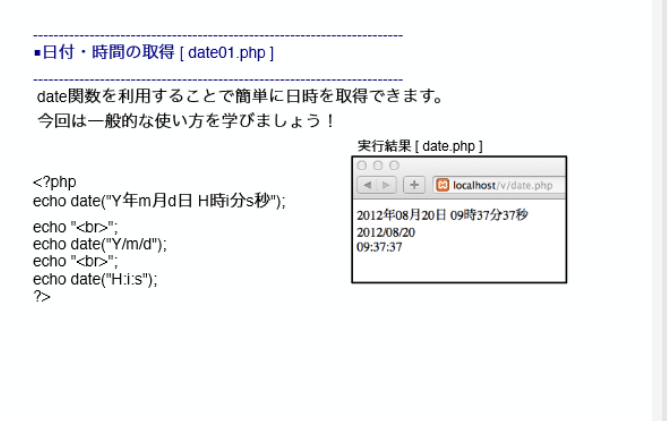 ----------------------------------------------------------------------
■日付・時間の取得 [ date01.php ]
----------------------------------------------------------------------
date関数を利用することで簡単に日時を取得できます。
今回は一般的な使い方を学びましょう！
<?php
echo date("Y年m月d日 H時i分s秒");
echo "<br>";
echo date("Y/m/d");
echo "<br>";
echo date("H:i:s");
?>
実行結果 [ date.php ]
localhost/v/date.php
2012年08月20日 09時37分37秒
2012/08/20
09:37:37